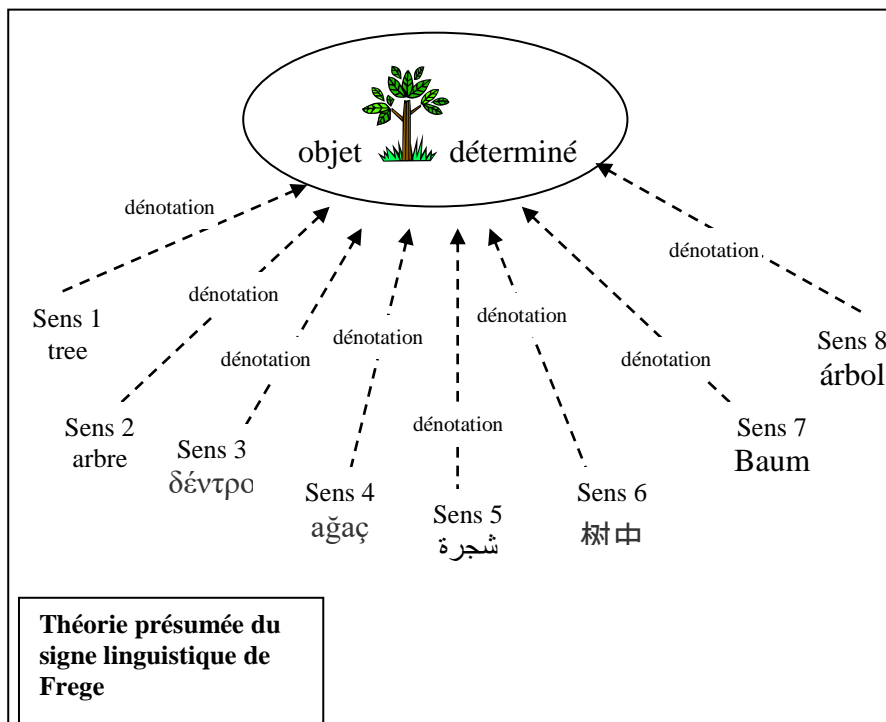 objet déterminé
dénotation
dénotation
dénotation
dénotation
dénotation
dénotation
dénotation
dénotation
Sens 1
tree
Sens 2
arbre
Sens 3
δέντρο
Sens 4
ağaç
Sens 5
شجرة
Sens 6
树中
Sens 7
Baum
Sens 8
árbol
Théorie présumée du
signe linguistique de
Frege